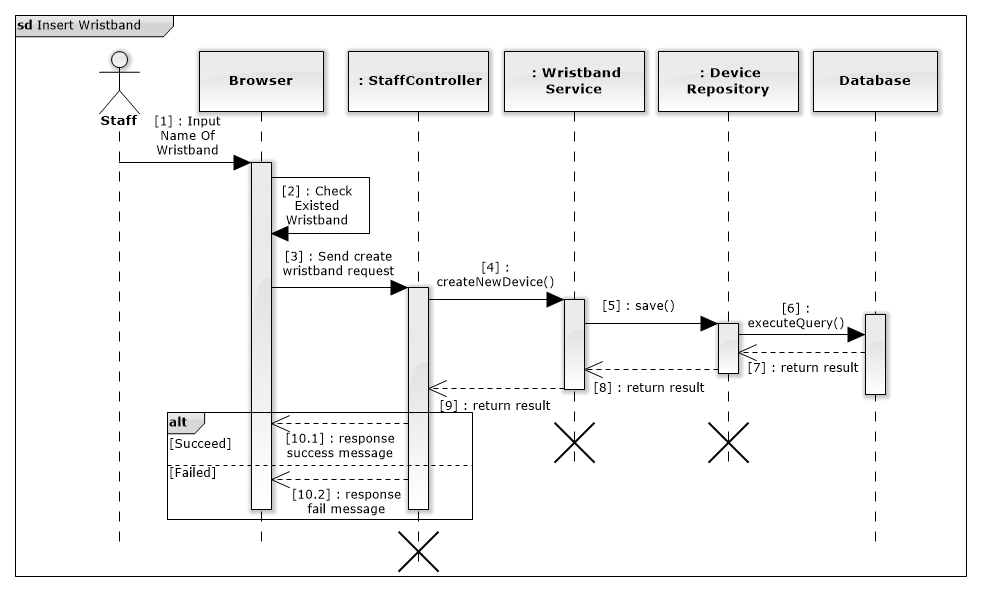 sd Insert Wristband
Browser
: StaffController
: Wristband
Service
: Device
Repository
Database
Staff
[1] : Input
Name Of
Wristband
[2] : Check
Existed
Wristband
[3] : Send create
wristband request
[4] :
createNewDevice()
[5] : save()
[6] :
executeQuery()
[7] : return result
[8] : return result
[9] : return result
alt
[Succeed]
[10.1] : response
success message
[Failed]
[10.2] : response
fail message